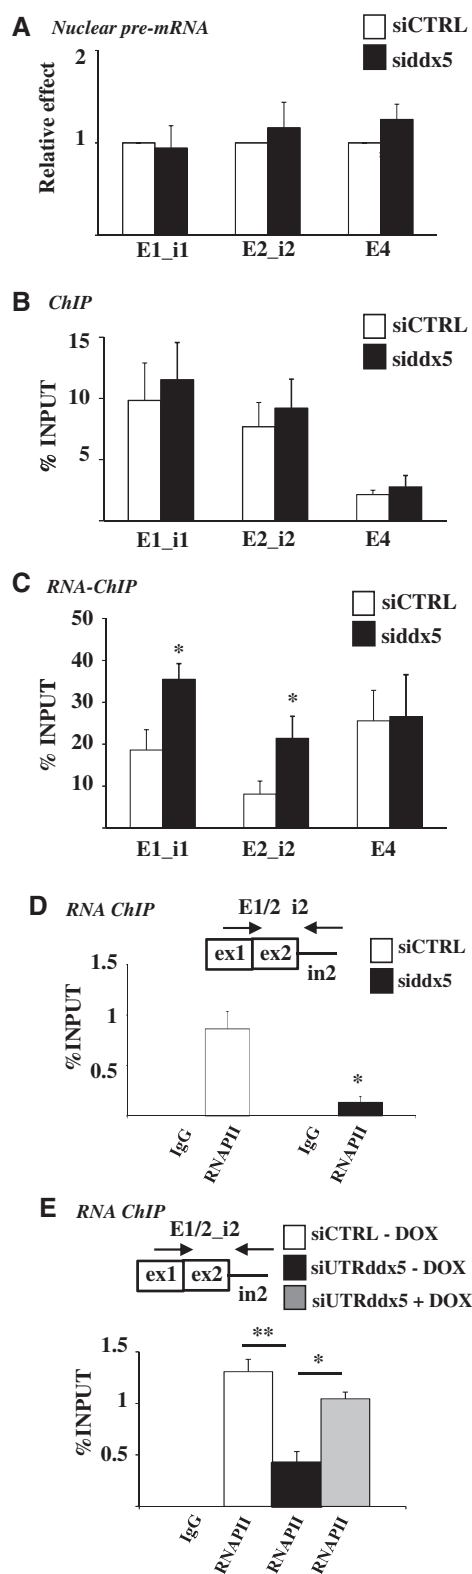 A Nuclear pre-mRNA
siCTRL
siddx5
Relative effect
2
1
E1_i1 E2_i2 E4
B ChIP
siCTRL
siddx5
% INPUT
15
10
5
E1_i1 E2_i2 E4
C RNA-ChIP
siCTRL
siddx5
% INPUT
50
40
30
20
10
*
*
E1_i1 E2_i2 E4
D RNA ChIP
E1/2 i2
ex1 ex2
in2
siCTRL
siddx5
%INPUT
1.5
1
0.5
*
IgG RNAPII IgG RNAPII
E RNA ChIP
E1/2_i2
ex1 ex2
in2
siCTRL - DOX
siUTRddx5 - DOX
siUTRddx5 + DOX
%INPUT
1.5
1
0.5
**
*
IgG RNAPII RNAPII RNAPII